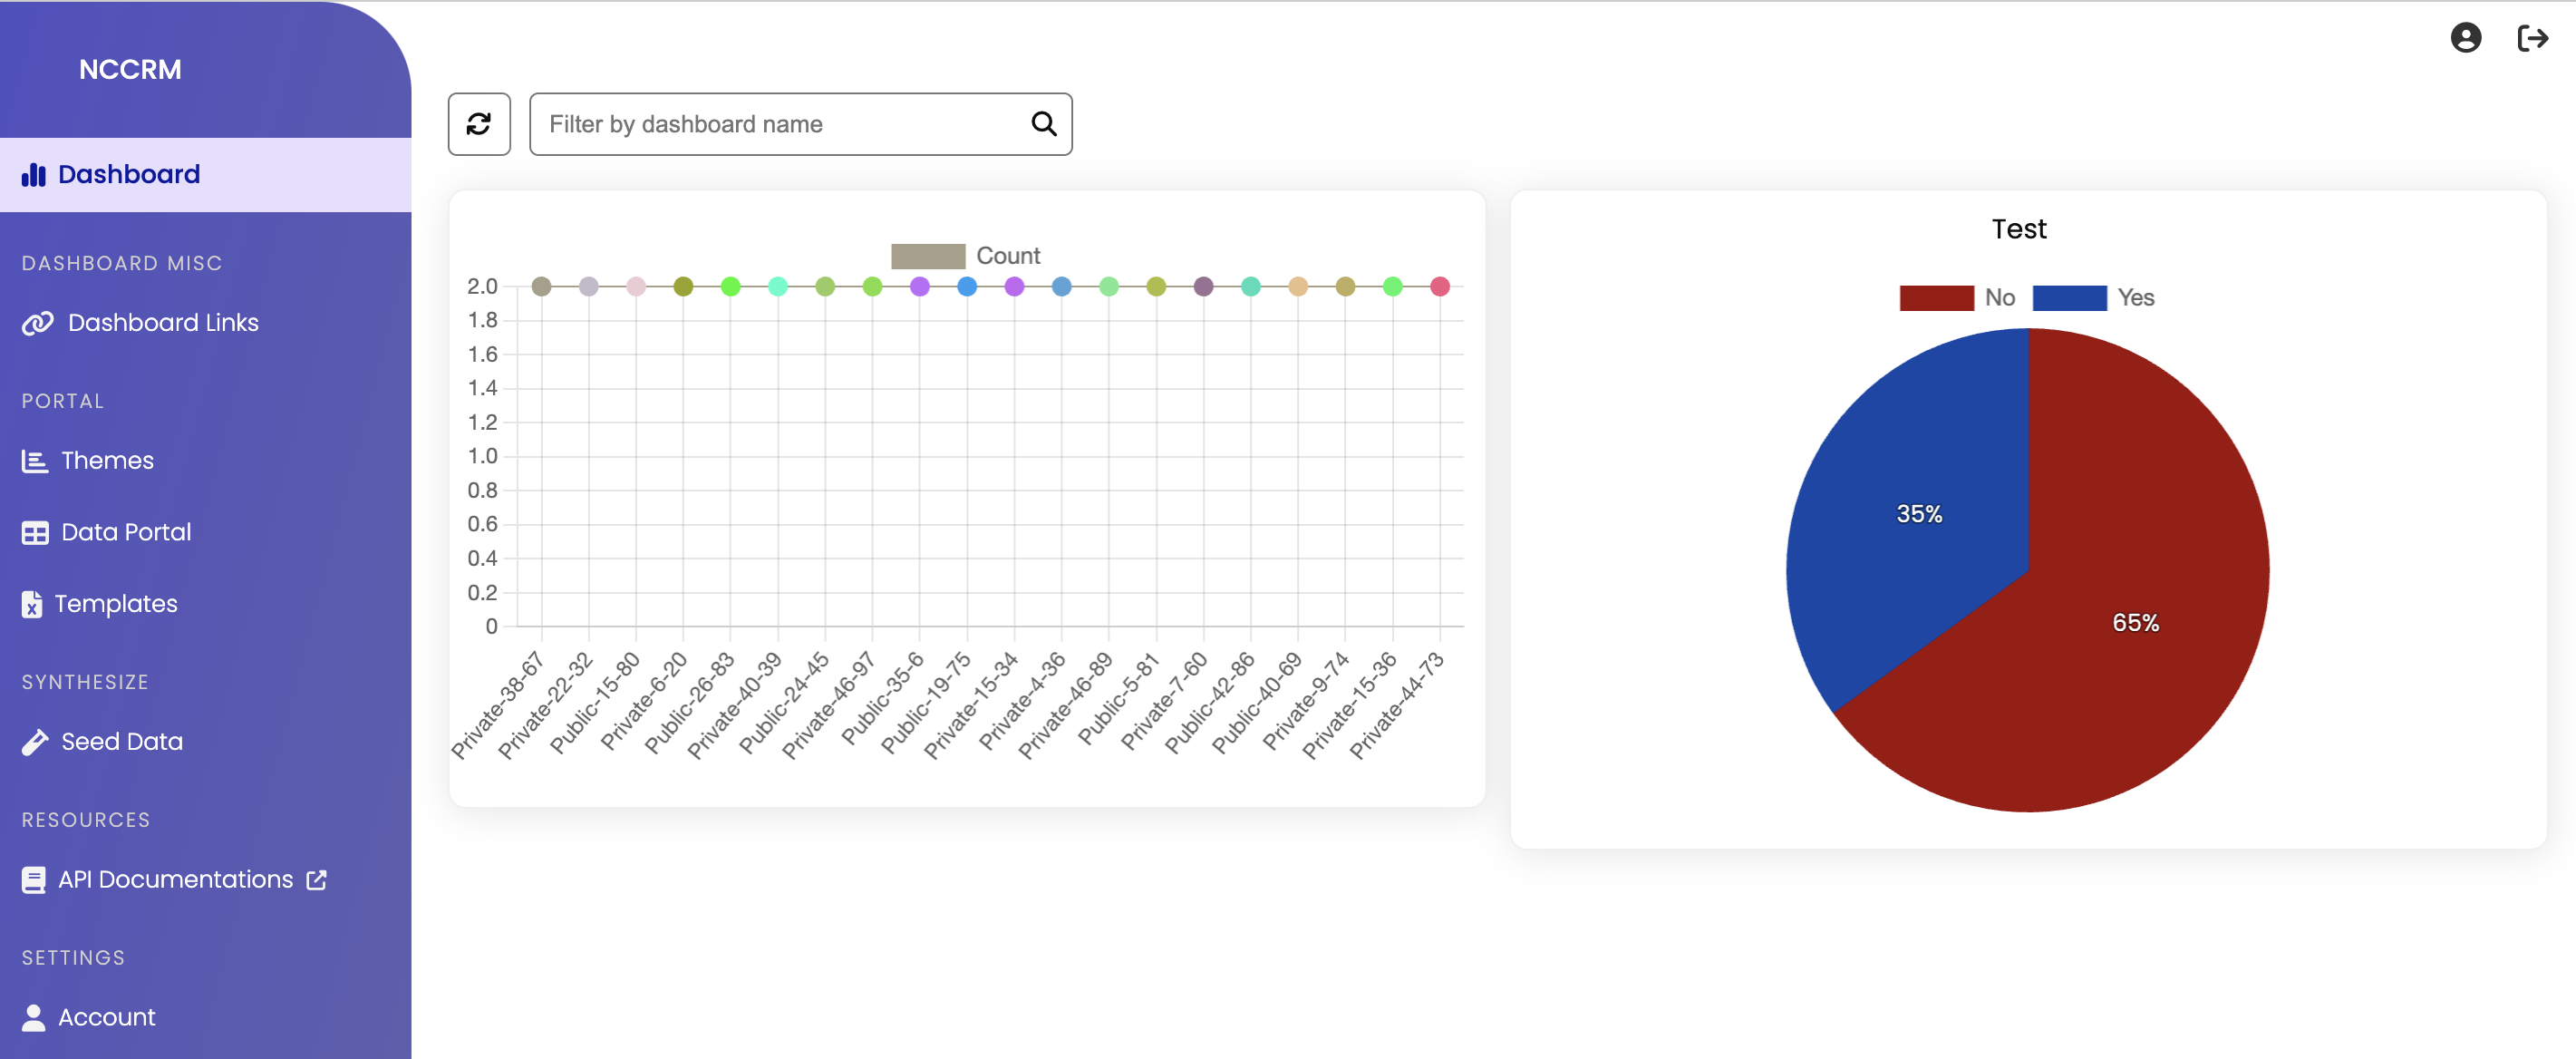 NCCRM
Dashboard
DASHBOARD MISC
Dashboard Links
PORTAL
Themes
Data Portal
Templates
SYNTHESIZE
Seed Data
RESOURCES
API Documentations
SETTINGS
Account
Filter by dashboard name
Count
2.0
1.8
1.6
1.4
1.2
1.0
0.8
0.6
0.4
0.2
0
Private-38-67
Private-22-32
Public-15-80
Private-6-20
Public-26-83
Private-40-39
Public-24-45
Private-46-97
Public-35-6
Public-19-75
Private-15-34
Private-4-36
Private-46-89
Public-5-81
Private-7-60
Public-42-86
Public-40-69
Private-9-74
Private-15-36
Private-44-73
Test
No Yes
35%
65%